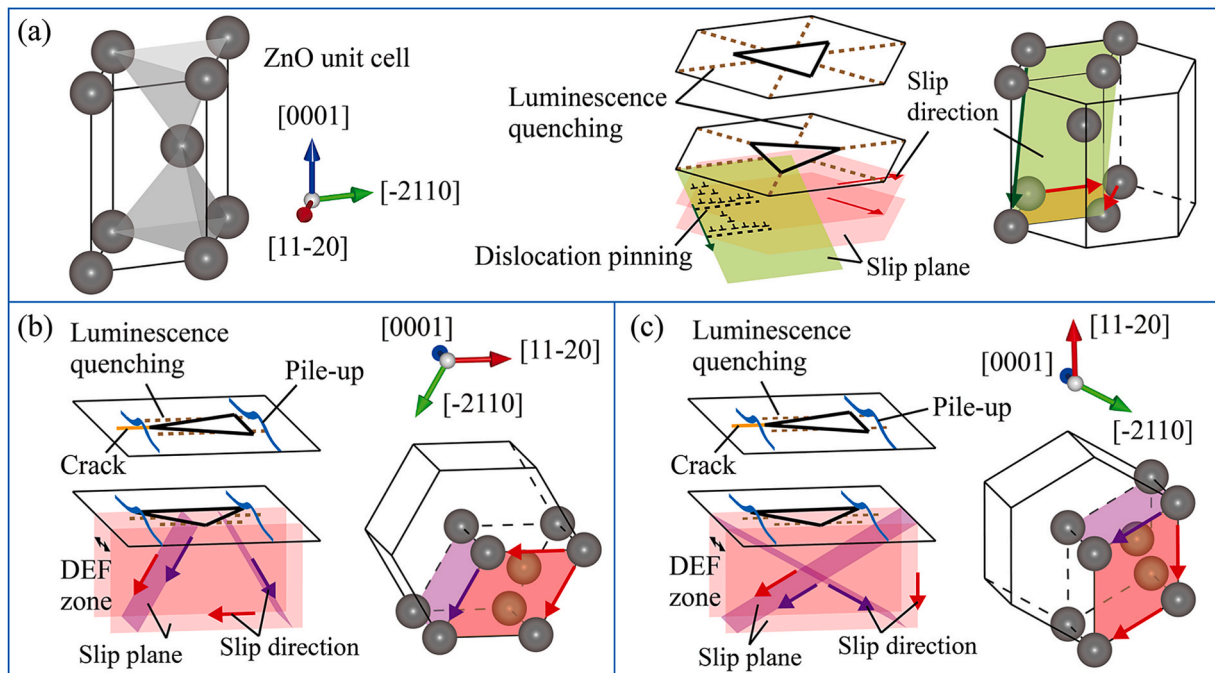 (a)
ZnO unit cell
[0001]
[-2110]
[11-20]
Luminescence
quenching
Slip
direction
Dislocation pinning
Slip plane
(b)
Luminescence
quenching
Pile-up
Crack
DEF
zone
Slip plane
Slip direction
[0001]
[11-20]
[-2110]
(c)
Luminescence
quenching
Pile-up
Crack
DEF
zone
Slip plane
Slip direction
[11-20]
[0001]
[-2110]